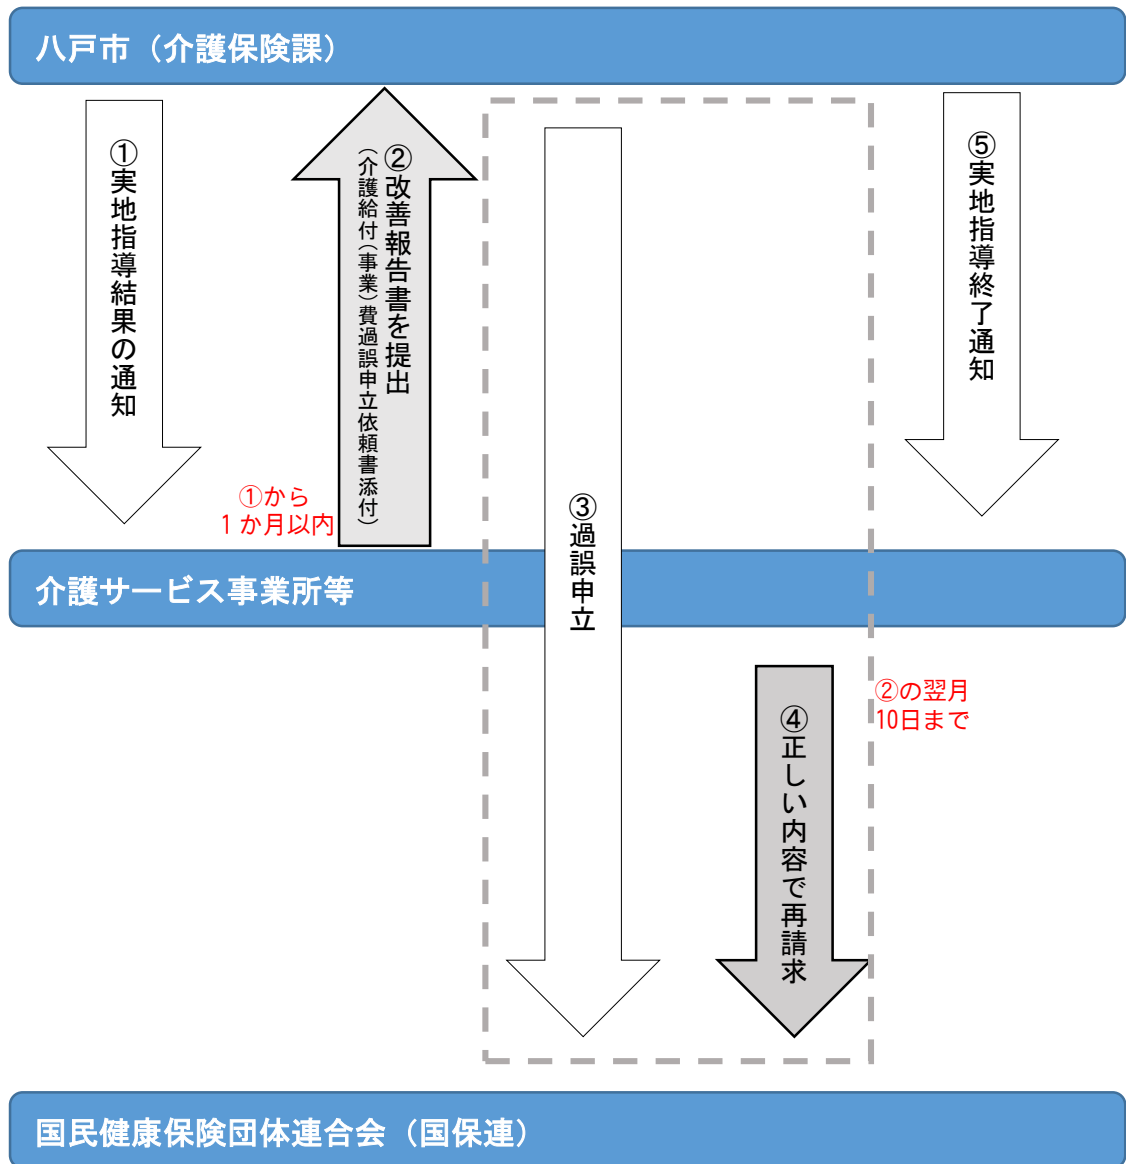 八戸市（介護保険課）
①実地指導結果の通知
②改善報告書を提出
（介護給付（事業）費過誤申立依頼書添付）
①から
1か月以内
③過誤申立
⑤実地指導終了通知
介護サービス事業所等
④正しい内容で再請求
②の翌月
10日まで
国民健康保険団体連合会（国保連）